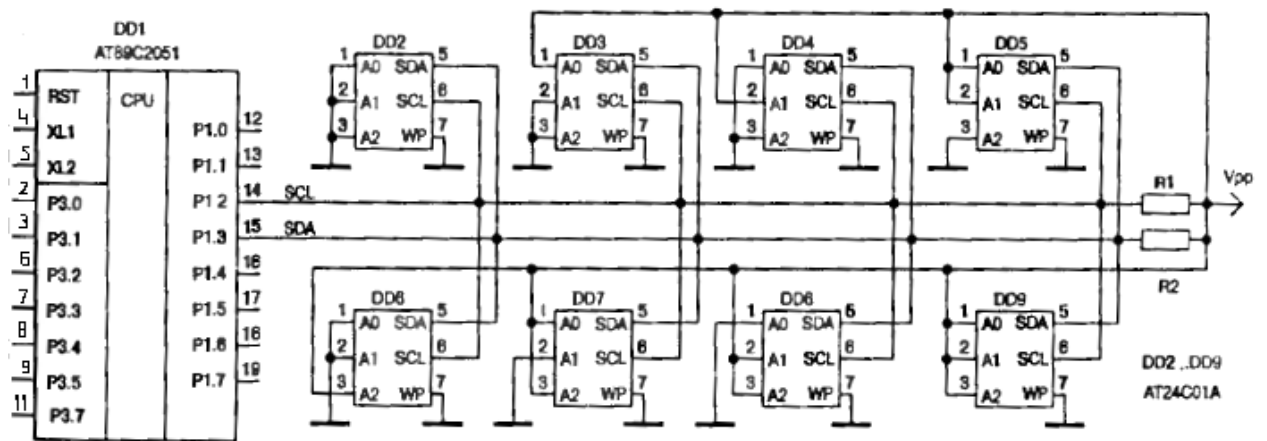 DD1
AT89C2051
CPU
1 RST
4 XL1
5 XL2
2 P3.0
3 P3.1
6 P3.2
7 P3.3
8 P3.4
9 P3.5
11 P3.7
P1.0 12
P1.1 13
P1.2 14 SCL
P1.3 15 SDA
P1.4 16
P1.5 17
P1.6 18
P1.7 19
DD2
1 A0 SDA 5
2 A1 SCL 6
3 A2 WP 7
DD3
1 A0 SDA 5
2 A1 SCL 6
3 A2 WP 7
DD4
1 A0 SDA 5
2 A1 SCL 6
3 A2 WP 7
DD5
1 A0 SDA 5
2 A1 SCL 6
3 A2 WP 7
R1
Vpp
R2
DD6
1 A0 SDA 5
2 A1 SCL 6
3 A2 WP 7
DD7
1 A0 SDA 5
2 A1 SCL 6
3 A2 WP 7
DD6
1 A0 SDA 5
2 A1 SCL 6
3 A2 WP 7
DD9
1 A0 SDA 5
2 A1 SCL 6
3 A2 WP 7
DD2...DD9
AT24C01A